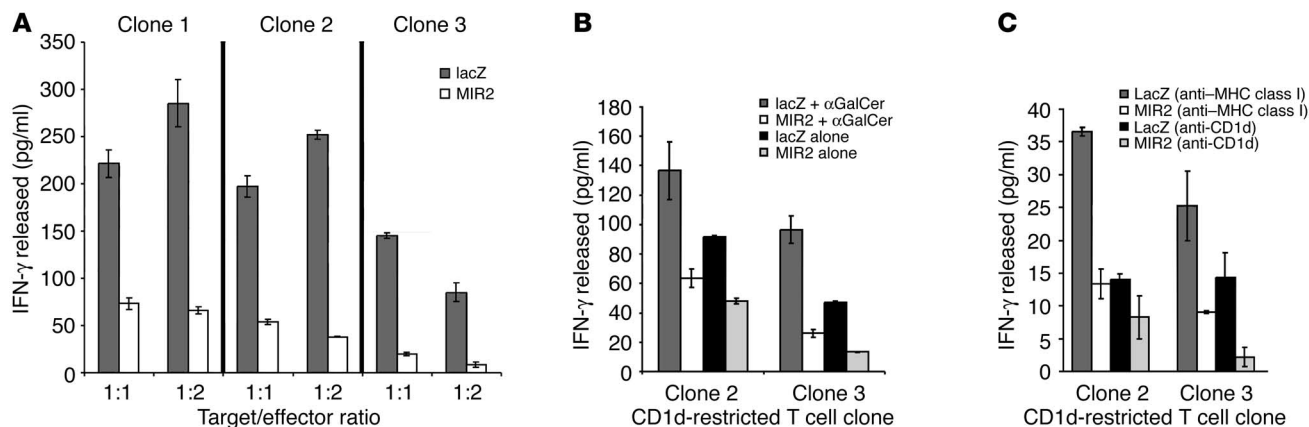 A
Clone 1 Clone 2 Clone 3
IFN-γ released (pg/ml)
350
300
250
200
150
100
50
0
lacZ
MIR2
1:1 1:2 1:1 1:2 1:1 1:2
Target/effector ratio
B
IFN-γ released (pg/ml)
180
160
140
120
100
80
60
40
20
0
lacZ + αGalCer
MIR2 + αGalCer
lacZ alone
MIR2 alone
Clone 2 Clone 3
CD1d-restricted T cell clone
C
IFN-γ released (pg/ml)
40
35
30
25
20
15
10
5
0
LacZ (anti–MHC class I)
MIR2 (anti–MHC class I)
LacZ (anti-CD1d)
MIR2 (anti-CD1d)
Clone 2 Clone 3
CD1d-restricted T cell clone